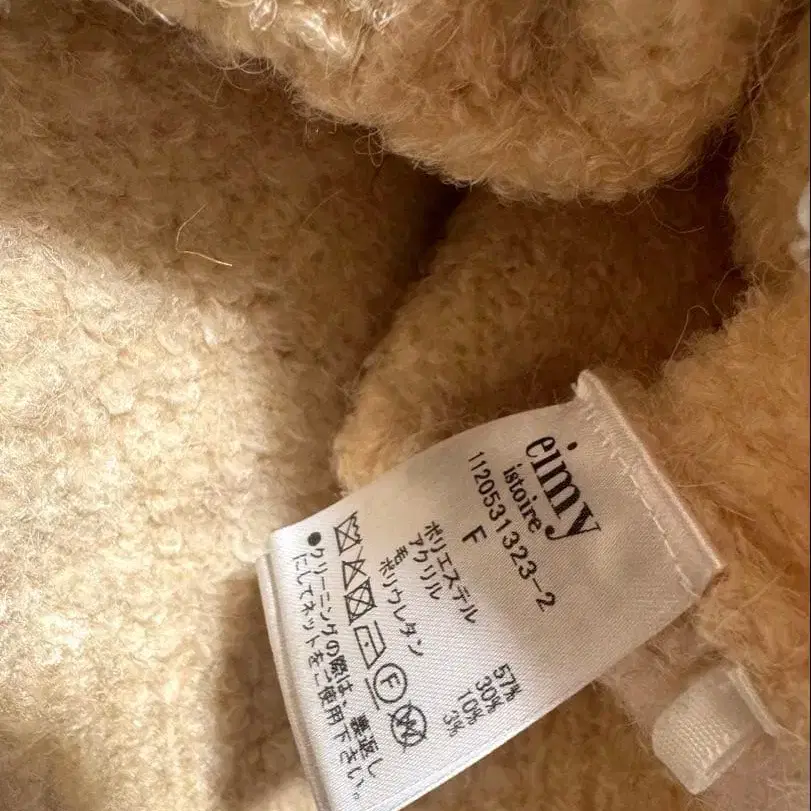 eimy
istoire
1120531323-2
F
ポリエステル 57%
アクリル 30%
毛 10%
ポリウレタン 3%
F
W
●クリーニングの際は、裏返し
にしてネットをご使用下さい。